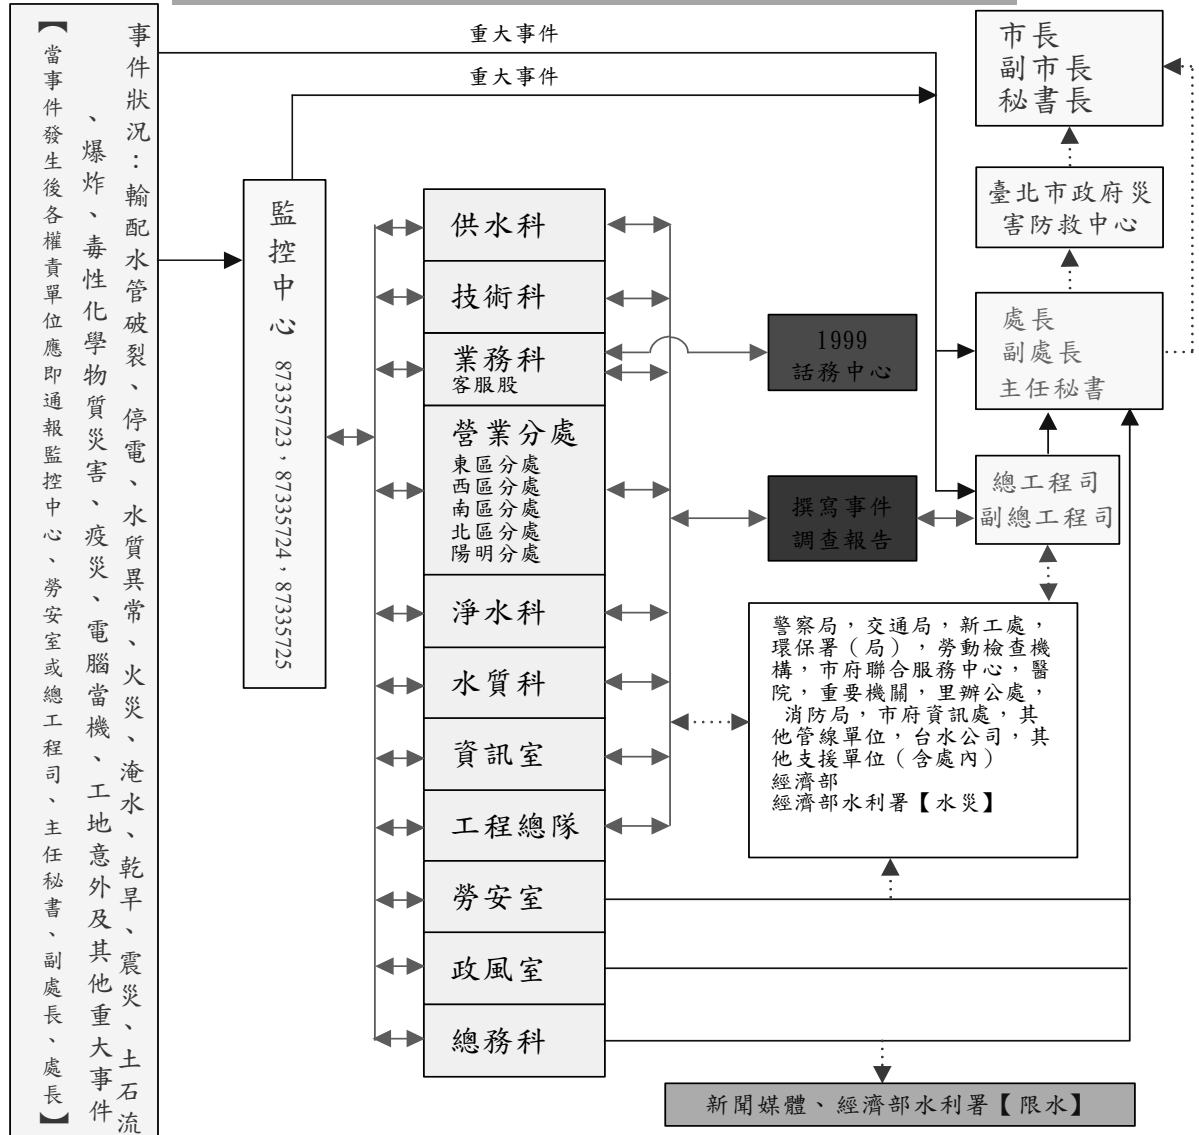 事件狀況：輸配水管破裂、停電、水質異常、火災、淹水、乾旱、震災、土石流
、爆炸、毒性化學物質災害、疫災、電腦當機、工地意外及其他重大事件
【當事件發生後各權責單位應即通報監控中心、勞安室或總工程司、主任秘書、副處長、處長】
重大事件
重大事件
監控中心 87335723，87335724，87335725
供水科
技術科
業務科
客服股
營業分處
東區分處
西區分處
南區分處
北區分處
陽明分處
淨水科
水質科
資訊室
工程總隊
勞安室
政風室
總務科
1999
話務中心
撰寫事件
調查報告
市長
副市長
秘書長
臺北市政府災
害防救中心
處長
副處長
主任秘書
總工程司
副總工程司
警察局，交通局，新工處，
環保署（局），勞動檢查機
構，市府聯合服務中心，醫
院，重要機關，里辦公處，
消防局，市府資訊處，其
他管線單位，台水公司，其
他支援單位（含處內）
經濟部
經濟部水利署【水災】
新聞媒體、經濟部水利署【限水】